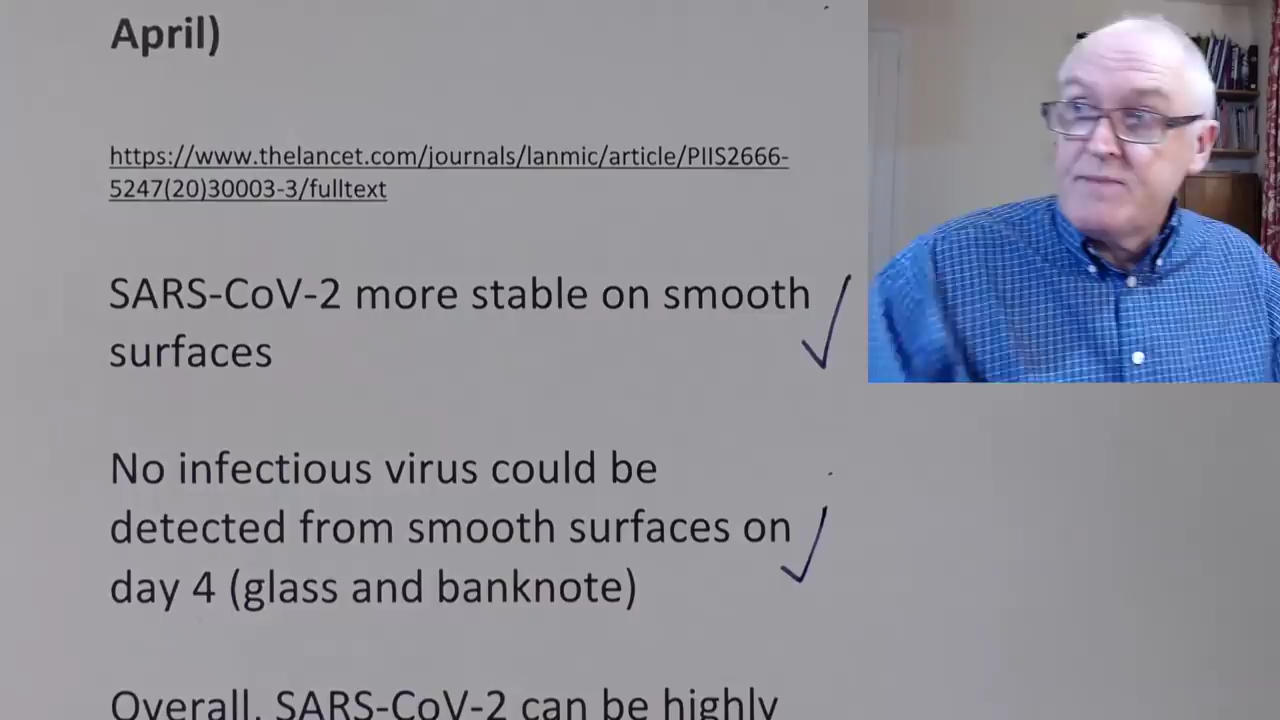 April)
https://www.thelancet.com/journals/lanmic/article/PIIS2666-
5247(20)30003-3/fulltext
SARS-CoV-2 more stable on smooth
surfaces
No infectious virus could be
detected from smooth surfaces on
day 4 (glass and banknote)
Overall, SARS-CoV-2 can be highly